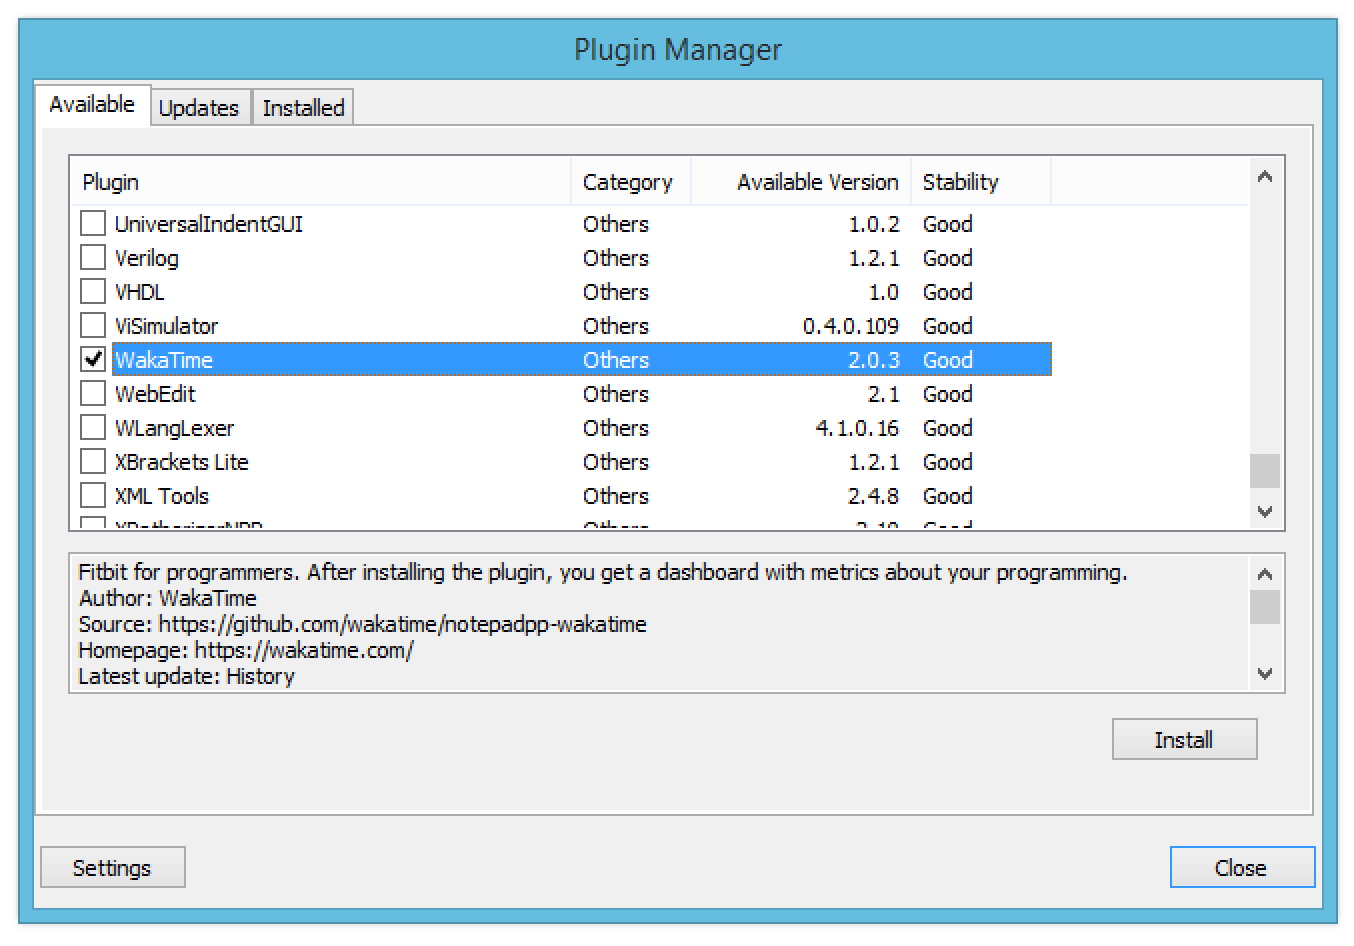 Plugin Manager
Available Updates Installed
Plugin Category Available Version Stability
UniversalIndentGUI Others 1.0.2 Good
Verilog Others 1.2.1 Good
VHDL Others 1.0 Good
ViSimulator Others 0.4.0.109 Good
WakaTime Others 2.0.3 Good
WebEdit Others 2.1 Good
WLangLexer Others 4.1.0.16 Good
XBrackets Lite Others 1.2.1 Good
XML Tools Others 2.4.8 Good
Others Good
Fitbit for programmers. After installing the plugin, you get a dashboard with metrics about your programming.
Author: WakaTime
Source: https://github.com/wakatime/notepadpp-wakatime
Homepage: https://wakatime.com/
Latest update: History
Install
Settings Close